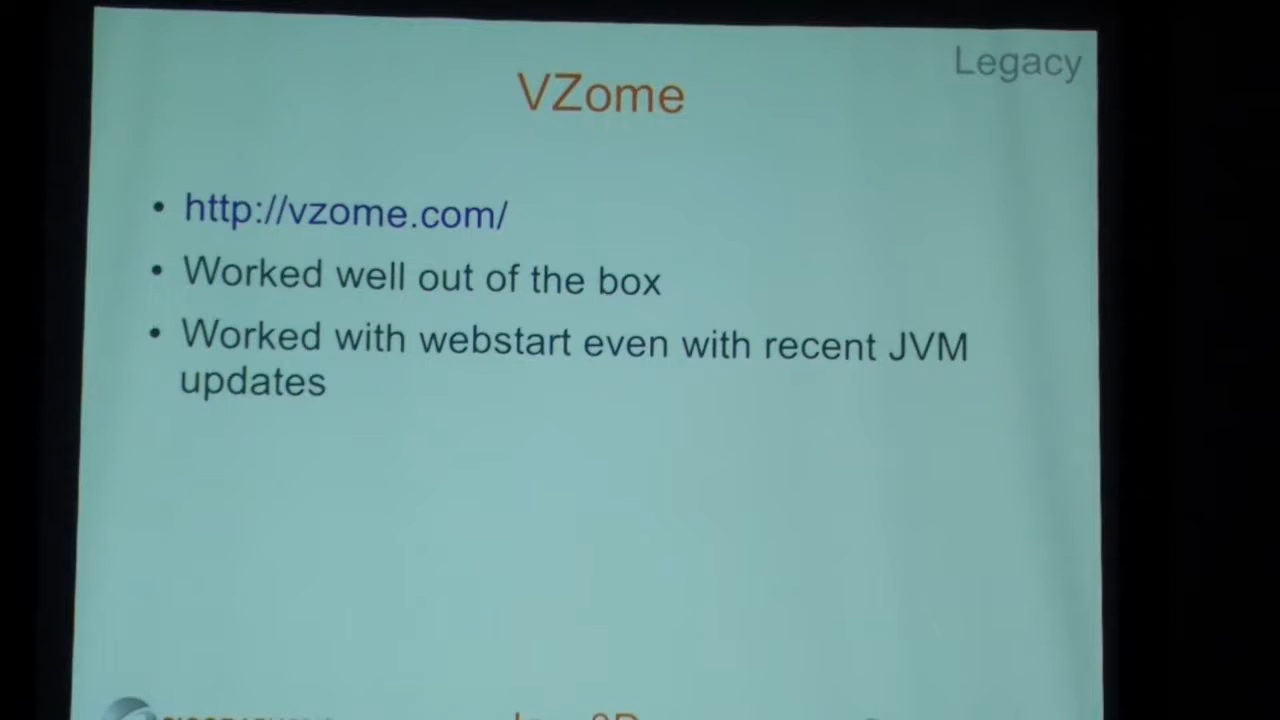 Legacy
VZome
• http://vzome.com/
• Worked well out of the box
• Worked with webstart even with recent JVM
updates